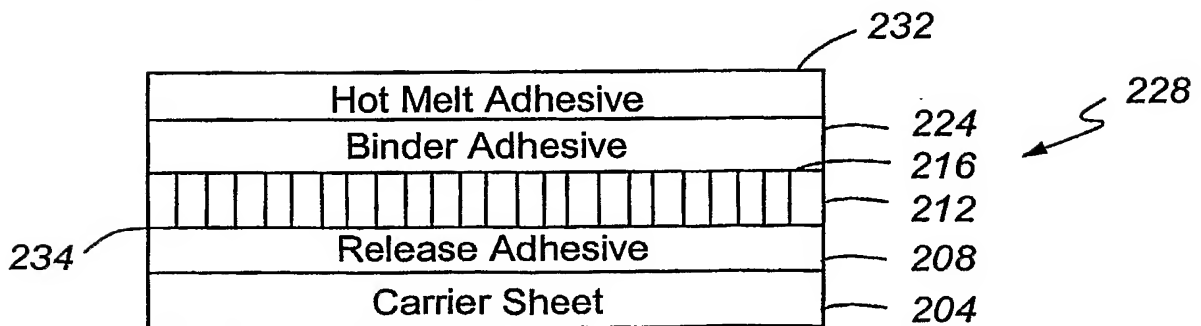 232
Hot Melt Adhesive
228
224
Binder Adhesive
216
212
234
Release Adhesive
208
Carrier Sheet
204